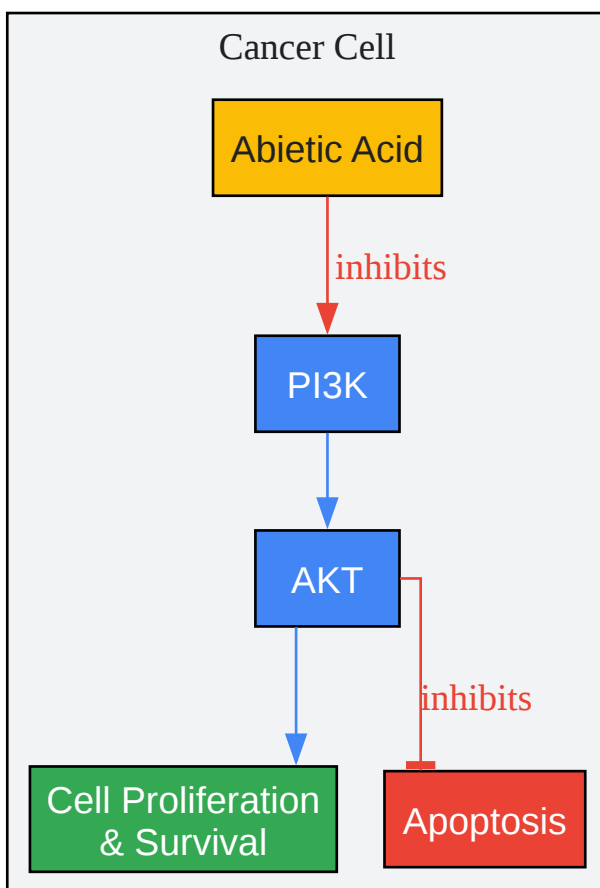 Cancer Cell
Abietic Acid
inhibits
PI3K
AKT
inhibits
Cell Proliferation
& Survival
Apoptosis